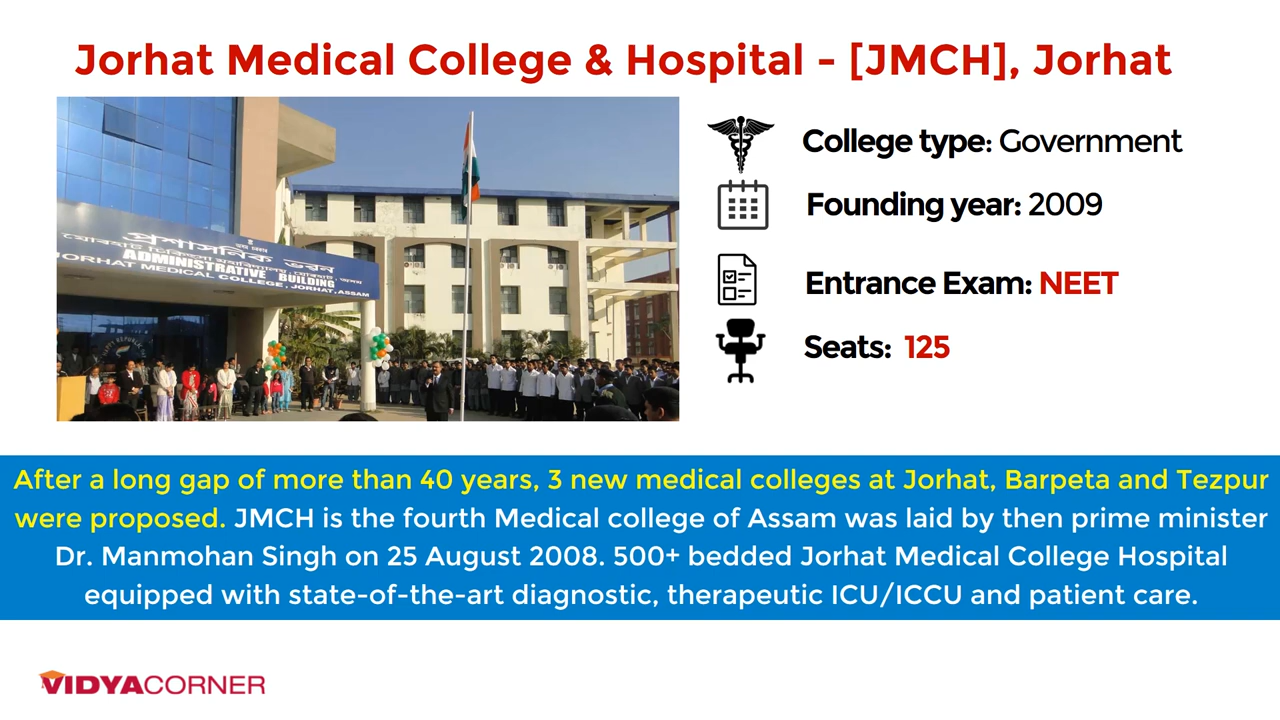 Jorhat Medical College & Hospital - [JMCH], Jorhat
প্ৰশাসনিক ভৱন
ADMINISTRATIVE BUILDING
JORHAT MEDICAL COLLEGE, JORHAT, ASSAM
College type: Government
Founding year: 2009
Entrance Exam: NEET
Seats: 125
After a long gap of more than 40 years, 3 new medical colleges at Jorhat, Barpeta and Tezpur
were proposed. JMCH is the fourth Medical college of Assam was laid by then prime minister
Dr. Manmohan Singh on 25 August 2008. 500+ bedded Jorhat Medical College Hospital
equipped with state-of-the-art diagnostic, therapeutic ICU/ICCU and patient care.
VIDYACORNER